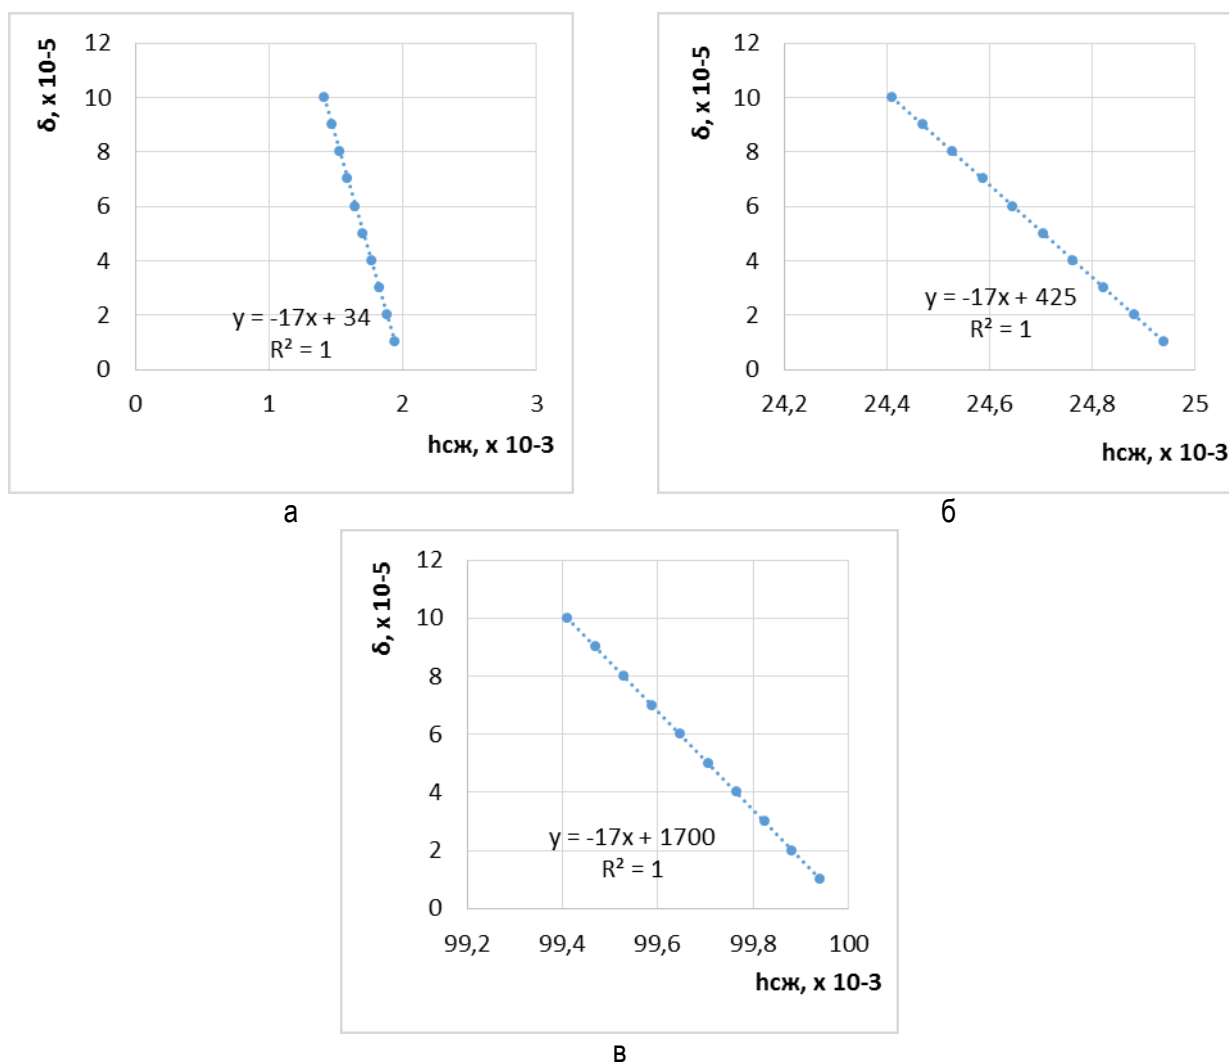 δ, х 10-5
12
10
8
6
4
2
0
y = -17x + 34
R² = 1
0 1 2 3
hсж, х 10-3
а
δ, х 10-5
12
10
8
6
4
2
0
y = -17x + 425
R² = 1
24,2 24,4 24,6 24,8 25
hсж, х 10-3
б
δ, х 10-5
12
10
8
6
4
2
0
y = -17x + 1700
R² = 1
99,2 99,4 99,6 99,8 100
hсж, х 10-3
в